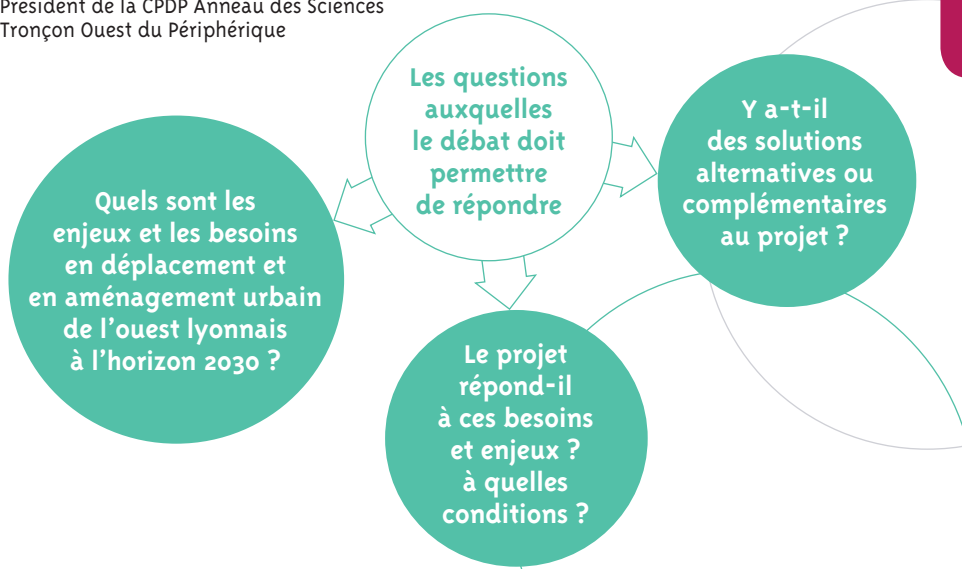 Président de la CPDP Anneau des Sciences
Tronçon Ouest du Périphérique
Les questions
auxquelles
le débat doit
permettre
de répondre
Quels sont les
enjeux et les besoins
en déplacement et
en aménagement urbain
de l'ouest lyonnais
à l'horizon 2030 ?
Le projet
répond-il
à ces besoins
et enjeux ?
à quelles
conditions ?
Y a-t-il
des solutions
alternatives ou
complémentaires
au projet ?